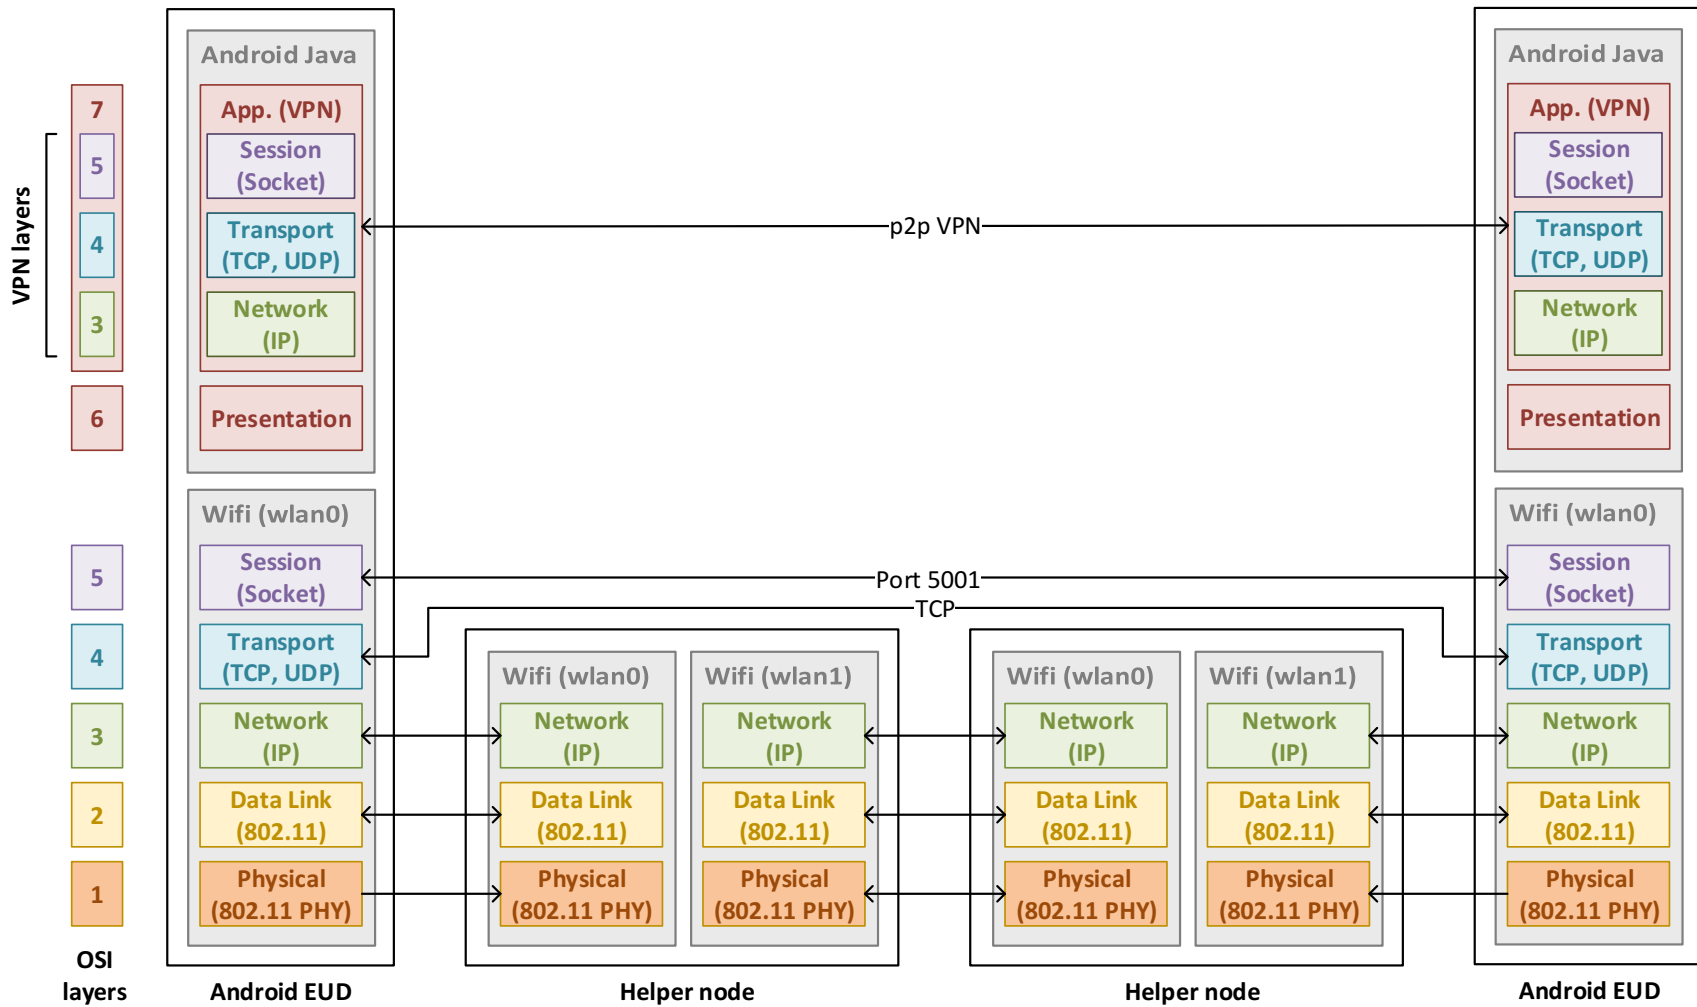 VPN layers
7
5
4
3
6
5
4
3
2
1
OSI
layers
Android Java
App. (VPN)
Session
(Socket)
Transport
(TCP, UDP)
Network
(IP)
Presentation
Wifi (wlan0)
Session
(Socket)
Transport
(TCP, UDP)
Network
(IP)
Data Link
(802.11)
Physical
(802.11 PHY)
Android EUD
p2p VPN
Port 5001
TCP
Wifi (wlan0)
Network
(IP)
Data Link
(802.11)
Physical
(802.11 PHY)
Wifi (wlan1)
Network
(IP)
Data Link
(802.11)
Physical
(802.11 PHY)
Helper node
Wifi (wlan0)
Network
(IP)
Data Link
(802.11)
Physical
(802.11 PHY)
Wifi (wlan1)
Network
(IP)
Data Link
(802.11)
Physical
(802.11 PHY)
Helper node
Android Java
App. (VPN)
Session
(Socket)
Transport
(TCP, UDP)
Network
(IP)
Presentation
Wifi (wlan0)
Session
(Socket)
Transport
(TCP, UDP)
Network
(IP)
Data Link
(802.11)
Physical
(802.11 PHY)
Android EUD